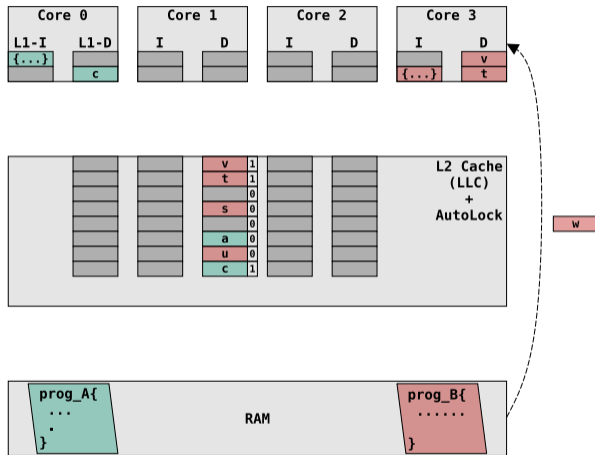 Core 0 Core 1 Core 2 Core 3
L1-I L1-D I D I D I D
{...} v
c {...} t
v 1
t 1
0
s 0
0
a 0
u 0
c 1
L2 Cache
(LLC)
+
AutoLock
w
prog_A{
...
.
}
RAM
prog_B{
......
}